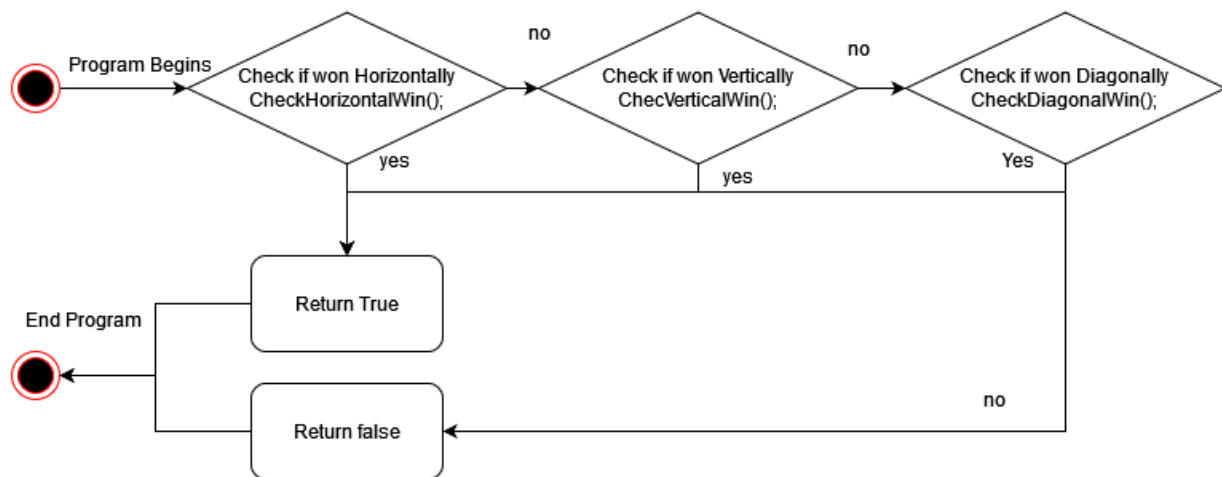 Program Begins
Check if won Horizontally
CheckHorizontalWin();
no
Check if won Vertically
ChecVerticalWin();
no
Check if won Diagonally
CheckDiagonalWin();
yes
yes
Yes
Return True
End Program
Return false
no